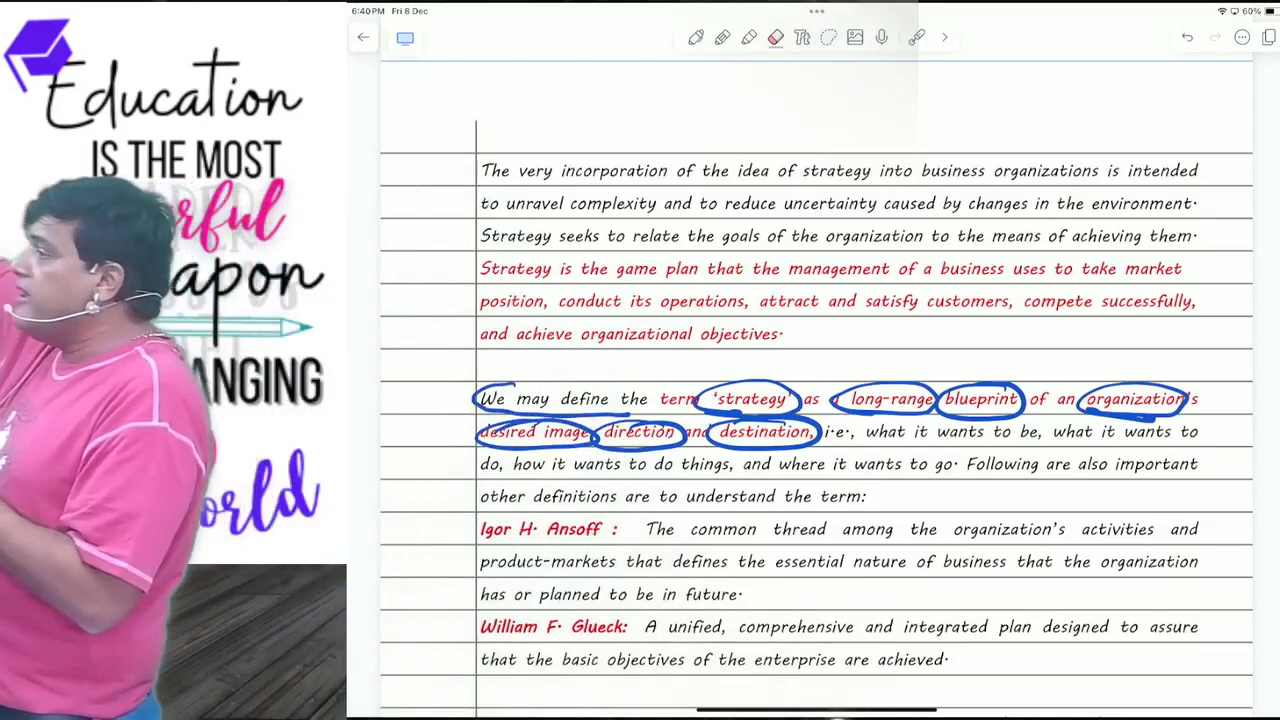 6:40 PM Fri 8 Dec
60%
Education
IS THE MOST
rful
apon
ANGING
orld
The very incorporation of the idea of strategy into business organizations is intended
to unravel complexity and to reduce uncertainty caused by changes in the environment.
Strategy seeks to relate the goals of the organization to the means of achieving them.
Strategy is the game plan that the management of a business uses to take market
position, conduct its operations, attract and satisfy customers, compete successfully,
and achieve organizational objectives.
We may define the term 'strategy' as a long-range blueprint of an organization's
desired image, direction and destination, i.e., what it wants to be, what it wants to
do, how it wants to do things, and where it wants to go. Following are also important
other definitions are to understand the term:
Igor H. Ansoff : The common thread among the organization's activities and
product-markets that defines the essential nature of business that the organization
has or planned to be in future.
William F. Glueck: A unified, comprehensive and integrated plan designed to assure
that the basic objectives of the enterprise are achieved.